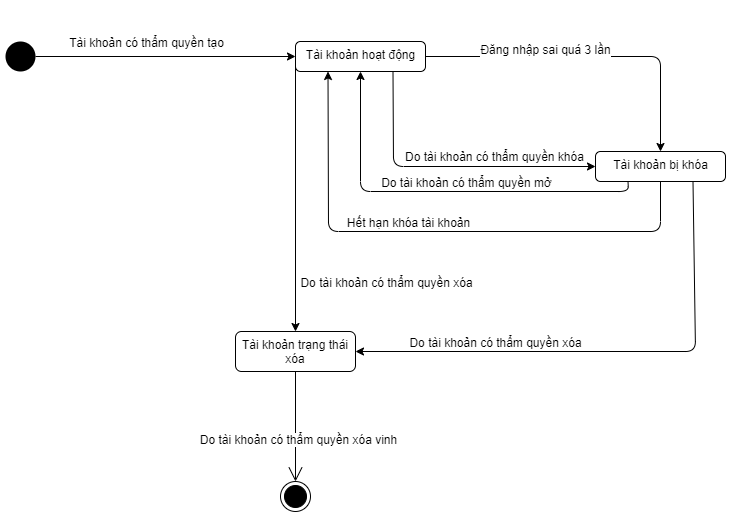 Tài khoản có thẩm quyền tạo
Tài khoản hoạt động
Đăng nhập sai quá 3 lần
Do tài khoản có thẩm quyền khóa
Tài khoản bị khóa
Do tài khoản có thẩm quyền mở
Hết hạn khóa tài khoản
Do tài khoản có thẩm quyền xóa
Do tài khoản có thẩm quyền xóa
Tài khoản trạng thái
xóa
Do tài khoản có thẩm quyền xóa vinh